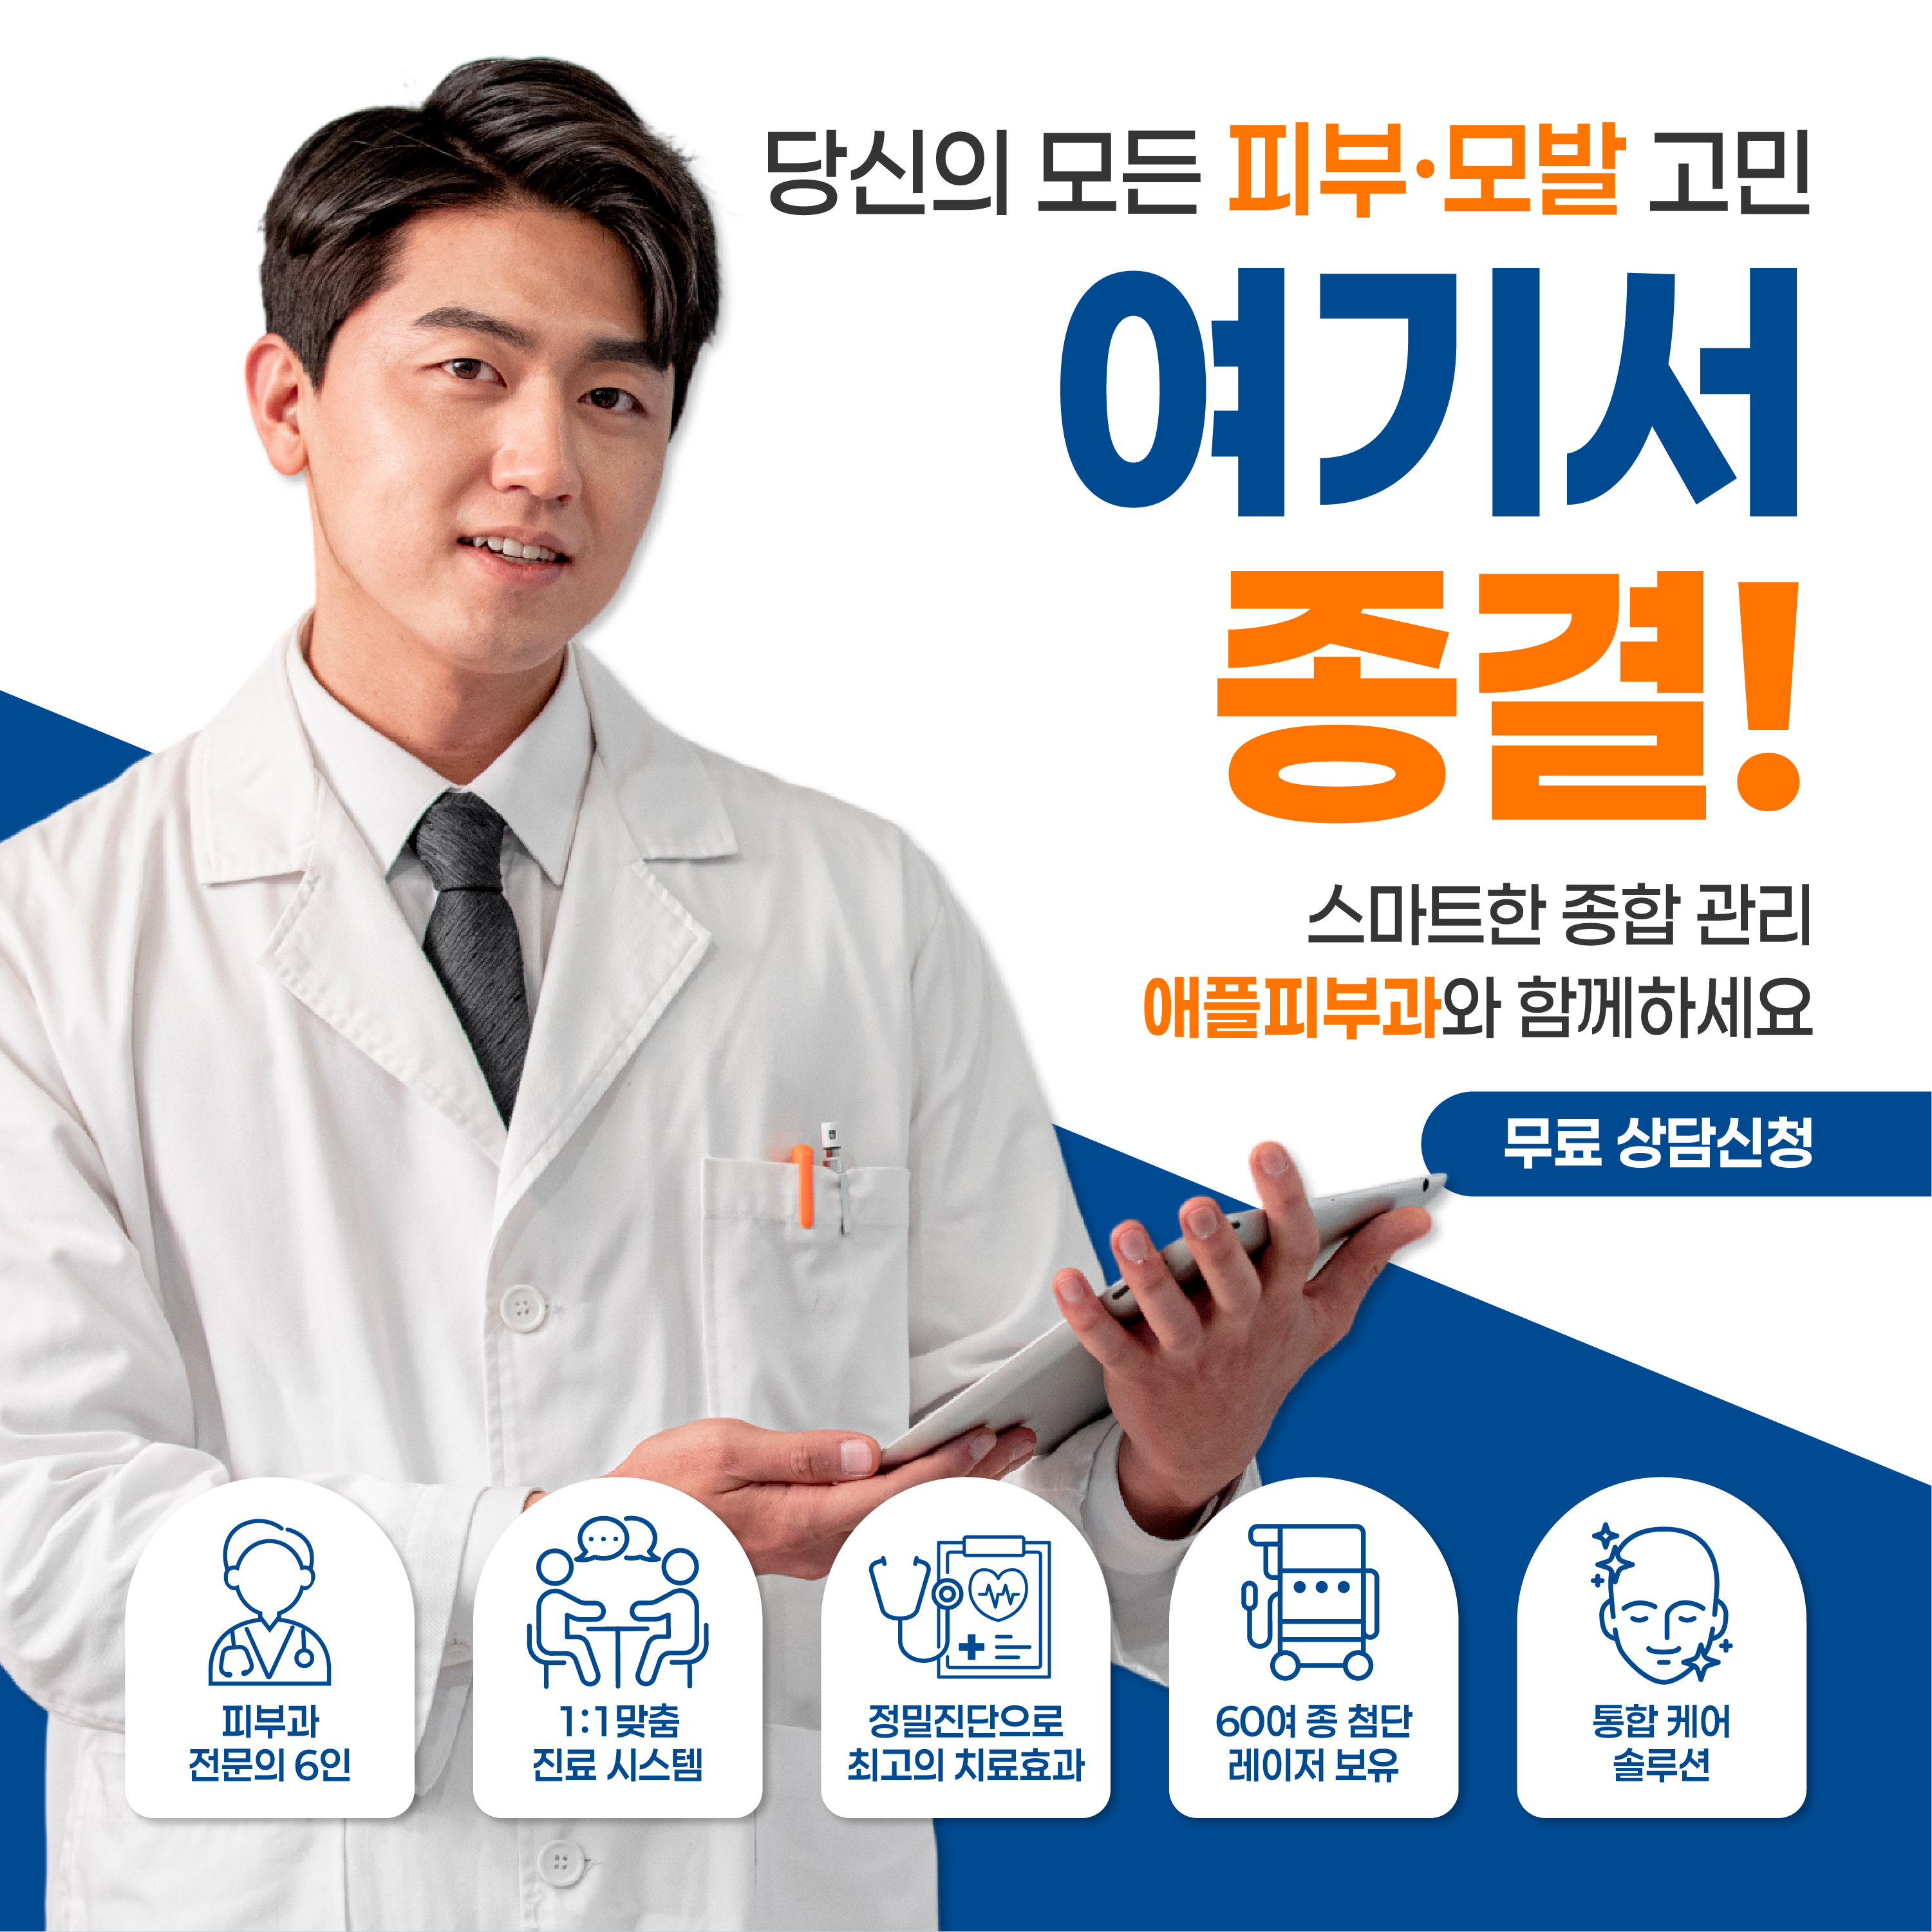 당신의 모든 피부·모발 고민
여기서
종결!
스마트한 종합 관리
애플피부과와 함께하세요
무료 상담신청
피부과
전문의 6인
1:1 맞춤
진료 시스템
정밀진단으로
최고의 치료효과
60여 종 첨단
레이저 보유
통합 케어
솔루션